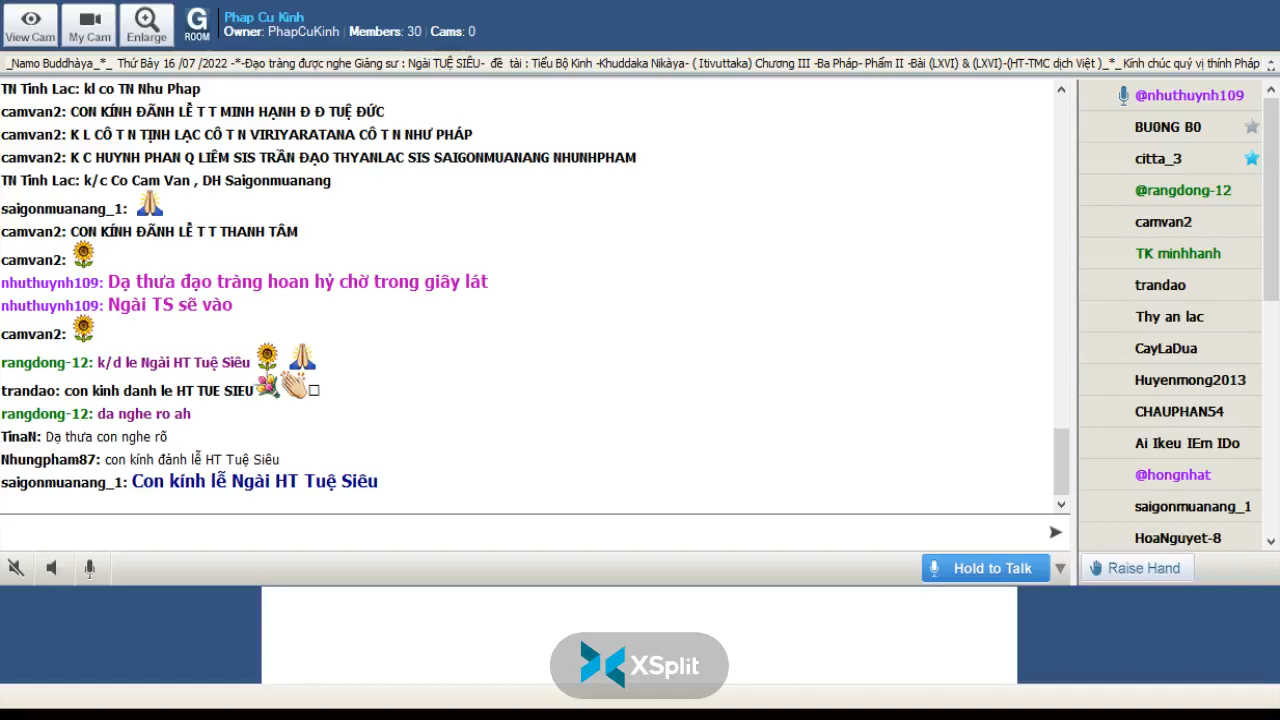 View Cam
My Cam
Enlarge
G
ROOM
Phap Cu Kinh
Owner: PhapCuKinh | Members: 30 | Cams: 0
_Namo Buddhàya_*_ Thứ Bảy 16 /07 /2022 -*-Đạo tràng được nghe Giảng sư : Ngài TUỆ SIÊU- đề tài : Tiểu Bộ Kinh -Khuddaka Nikàya- ( Itivuttaka) Chương III -Ba Pháp- Phẩm II -Bài (LXVI) & (LXVI)-(HT-TMC dịch Việt )_*_ Kính chúc quý vị thính Pháp
TN Tinh Lac: kl co TN Nhu Phap
camvan2: CON KÍNH ĐÃNH LỄ T T MINH HẠNH Đ Đ TUỆ ĐỨC
camvan2: K L CÔ T N TỊNH LẠC CÔ T N VIRIYARATANA CÔ T N NHƯ PHÁP
camvan2: K C HUYNH PHAN Q LIÊM SIS TRẦN ĐẠO THYANLAC SIS SAIGONMUANANG NHUNHPHAM
TN Tinh Lac: k/c Co Cam Van , DH Saigonmuanang
saigonmuanang_1: 🙏
camvan2: CON KÍNH ĐÃNH LỄ T T THANH TÂM
camvan2: 🌻
nhuthuynh109: Dạ thưa đạo tràng hoan hỷ chờ trong giây lát
nhuthuynh109: Ngài TS sẽ vào
camvan2: 🌻
rangdong-12: k/d le Ngài HT Tuệ Siêu 🌻 🙏
trandao: con kinh danh le HT TUE SIEU💐👏□
rangdong-12: da nghe ro ah
TinaN: Dạ thưa con nghe rõ
Nhungpham87: con kính đãnh lễ HT Tuệ Siêu
saigonmuanang_1: Con kính lễ Ngài HT Tuệ Siêu
@nhuthuynh109
BU0NG B0
citta_3
@rangdong-12
camvan2
TK minhhanh
trandao
Thy an lac
CayLaDua
Huyenmong2013
CHAUPHAN54
Ai Ikeu IEm IDo
@hongnhat
saigonmuanang_1
HoaNguyet-8
Hold to Talk
Raise Hand
XSplit